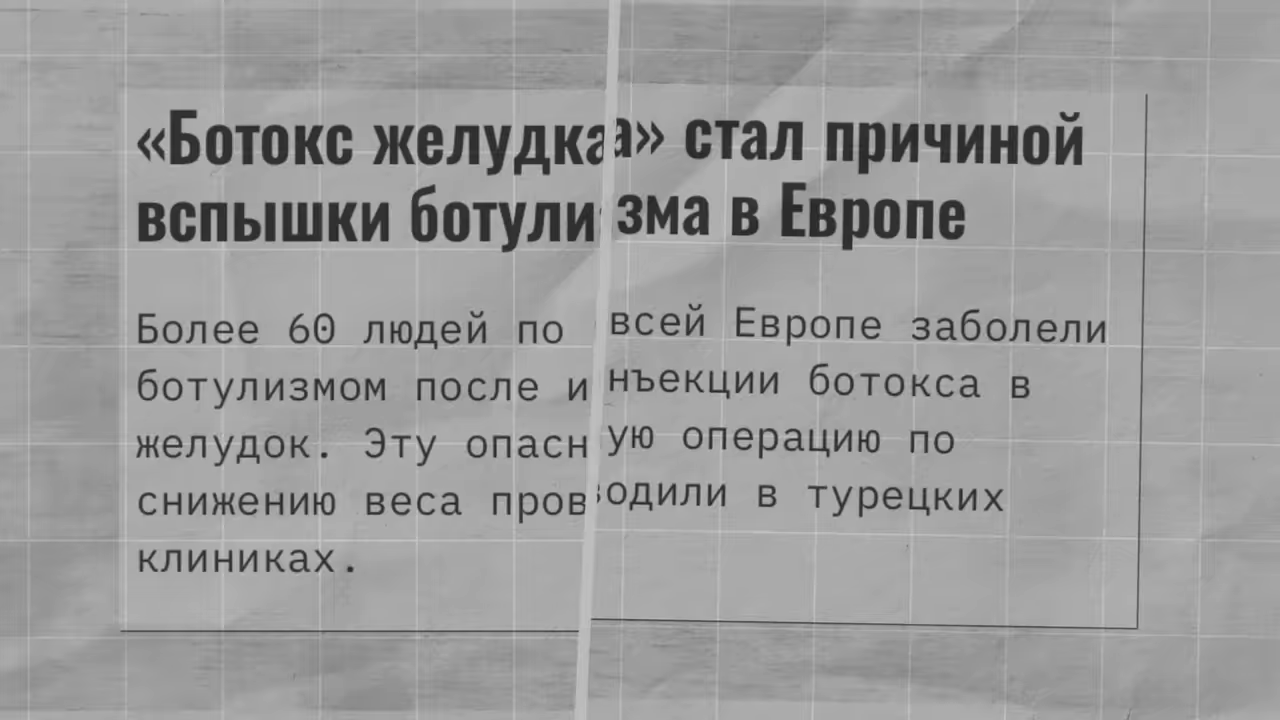 «Ботокс желудка» стал причиной
вспышки ботулизма в Европе
Более 60 людей по всей Европе заболели
ботулизмом после инъекции ботокса в
желудок. Эту опасную операцию по
снижению веса проводили в турецких
клиниках.